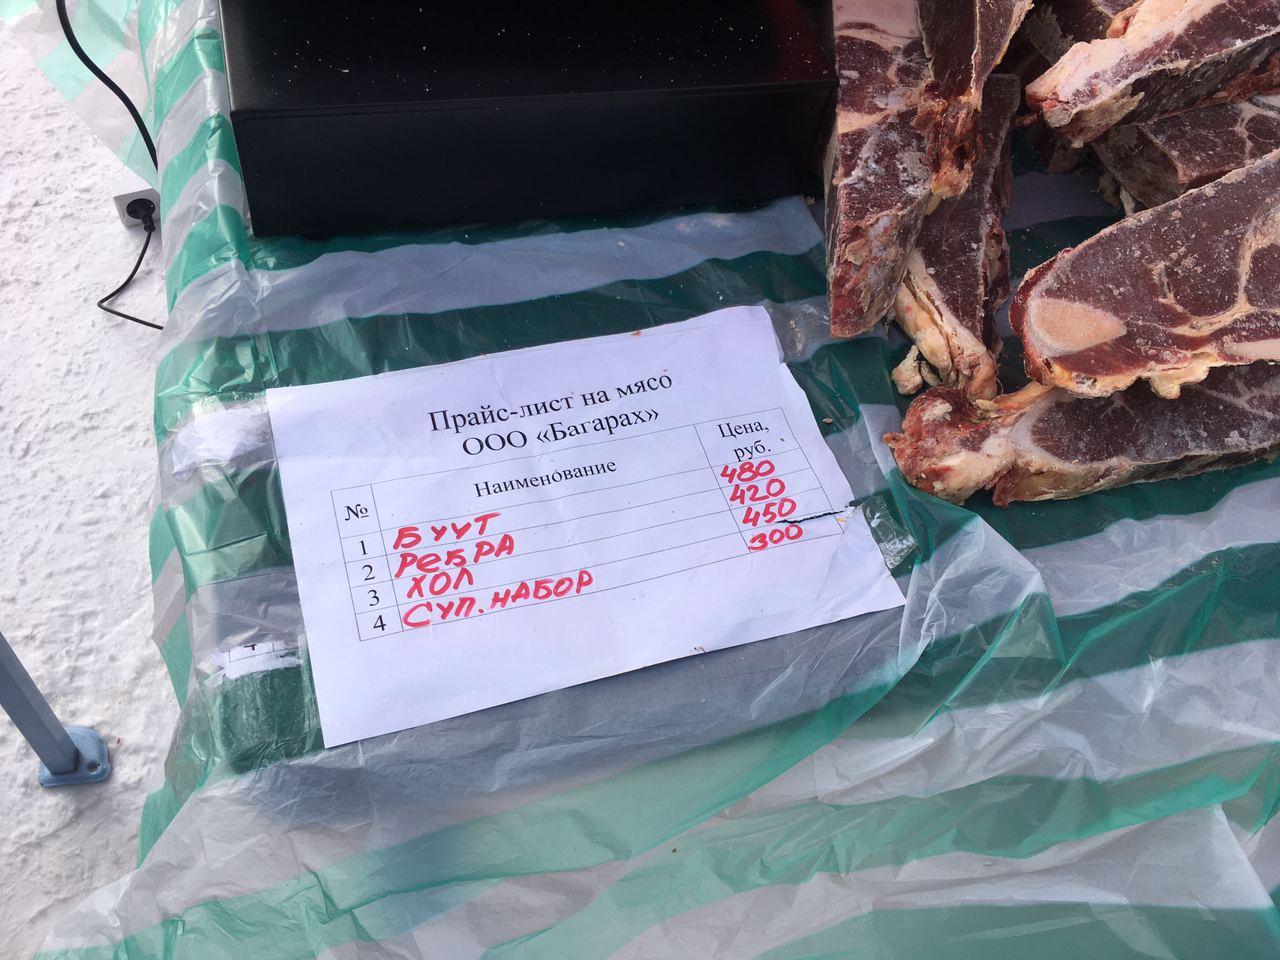 Прайс-лист на мясо
ООО «Багарах»
№ Наименование Цена, руб.
1 БУУТ 480
2 РЕБРА 420
3 ХОЛ 450
4 СУП. НАБОР 300